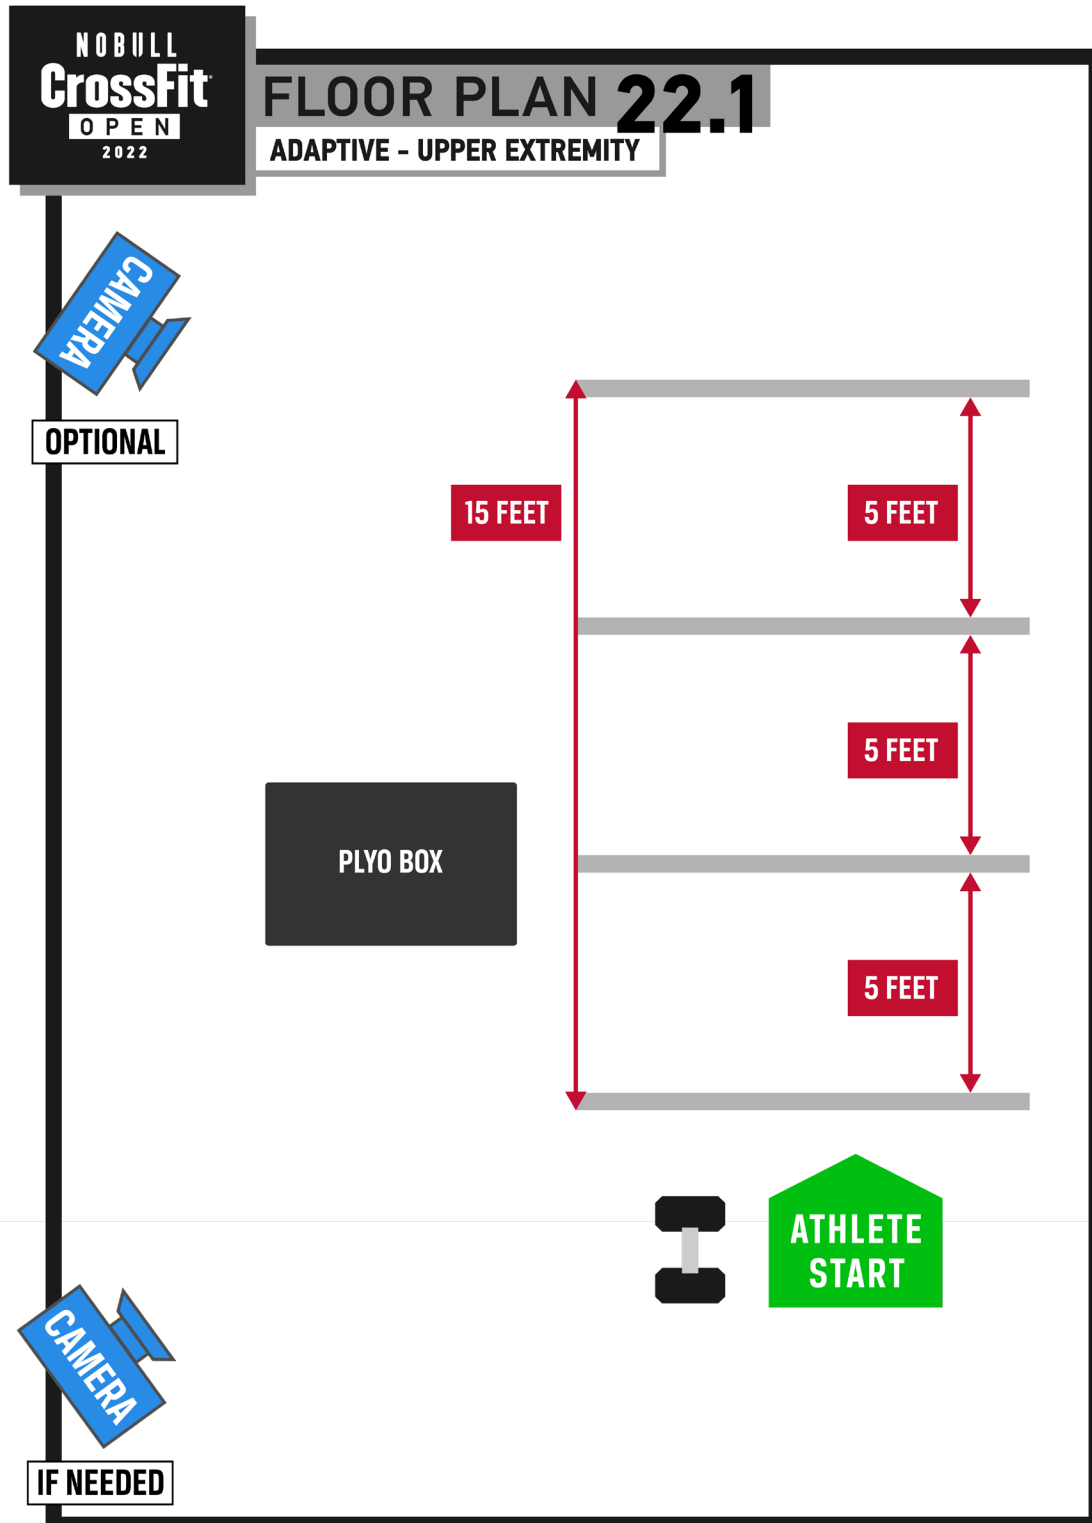 NOBULL
CrossFit
OPEN
2022
FLOOR PLAN 22.1
ADAPTIVE - UPPER EXTREMITY
CAMERA
OPTIONAL
15 FEET
5 FEET
5 FEET
PLYO BOX
5 FEET
ATHLETE
START
CAMERA
IF NEEDED